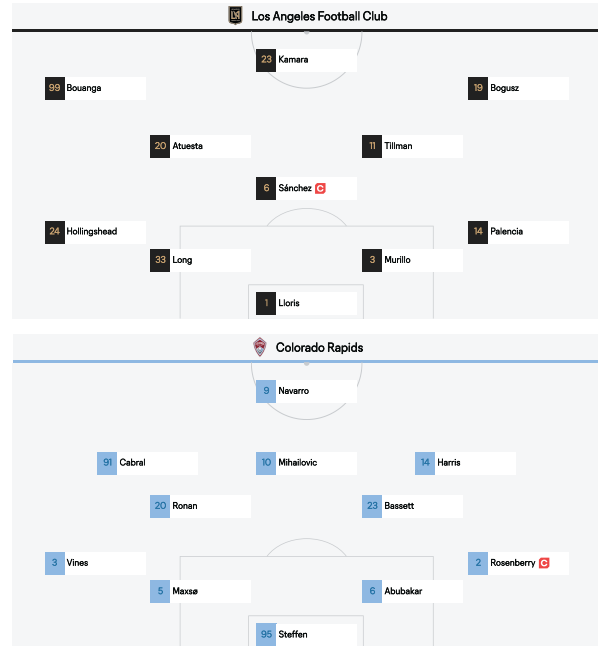 Los Angeles Football Club
23 Kamara
99 Bouanga
19 Bogusz
20 Atuesta
11 Tillman
6 Sánchez C
24 Hollingshead
14 Palencia
33 Long
3 Murillo
1 Lloris
Colorado Rapids
9 Navarro
91 Cabral
10 Mihailovic
14 Harris
20 Ronan
23 Bassett
3 Vines
2 Rosenberry C
5 Maxsø
6 Abubakar
95 Steffen